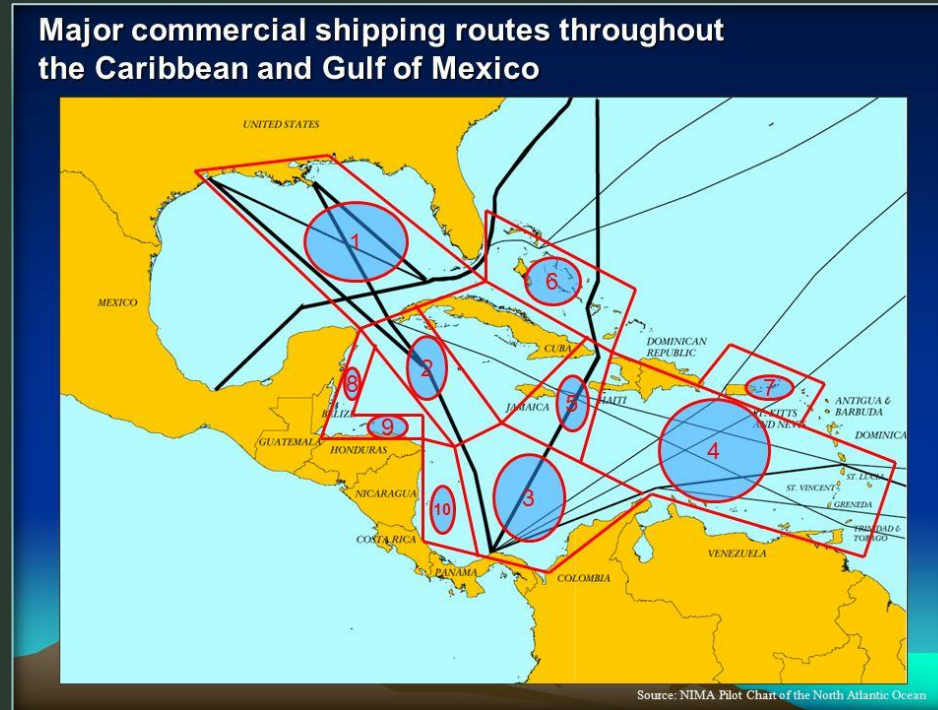 Major commercial shipping routes throughout
the Caribbean and Gulf of Mexico
UNITED STATES
1
6
MEXICO
DOMINICAN
REPUBLIC
CUBA
2
8
7
5
JAMAICA
HAITI
ANTIGUA &
BARBUDA
ST. KITTS
AND NEVIS
BELIZE
9
DOMINICA
GUATEMALA
HONDURAS
4
ST. LUCIA
ST. VINCENT
NICARAGUA
3
10
GRENEDA
COSTA RICA
TRINIDAD &
TOBAGO
VENEZUELA
PANAMA
COLOMBIA
Source: NIMA Pilot Chart of the North Atlantic Ocean